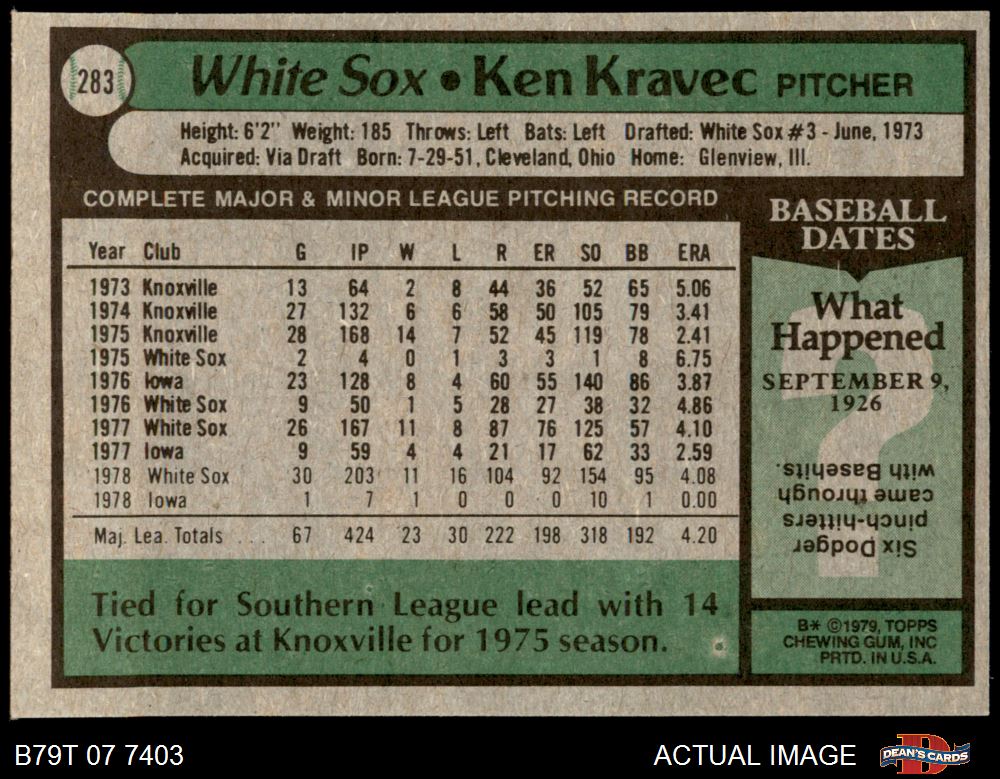 283
White Sox • Ken Kravec PITCHER
Height: 6'2" Weight: 185 Throws: Left Bats: Left Drafted: White Sox #3 - June, 1973
Acquired: Via Draft Born: 7-29-51, Cleveland, Ohio Home: Glenview, Ill.
COMPLETE MAJOR & MINOR LEAGUE PITCHING RECORD
Year Club G IP W L R ER SO BB ERA
1973 Knoxville 13 64 2 8 44 36 52 65 5.06
1974 Knoxville 27 132 6 6 58 50 105 79 3.41
1975 Knoxville 28 168 14 7 52 45 119 78 2.41
1975 White Sox 2 4 0 1 3 3 1 8 6.75
1976 Iowa 23 128 8 4 60 55 140 86 3.87
1976 White Sox 9 50 1 5 28 27 38 32 4.86
1977 White Sox 26 167 11 8 87 76 125 57 4.10
1977 Iowa 9 59 4 4 21 17 62 33 2.59
1978 White Sox 30 203 11 16 104 92 154 95 4.08
1978 Iowa 1 7 1 0 0 0 10 1 0.00
Maj. Lea. Totals ... 67 424 23 30 222 198 318 192 4.20
Tied for Southern League lead with 14
Victories at Knoxville for 1975 season.
BASEBALL
DATES
What
Happened
SEPTEMBER 9,
1926
?
Six Dodger
pinch-hitters
came through
with Basehits.
B* ©1979, TOPPS
CHEWING GUM, INC
PRTD. IN U.S.A.
B79T 07 7403
ACTUAL IMAGE
D
DEAN'S CARDS